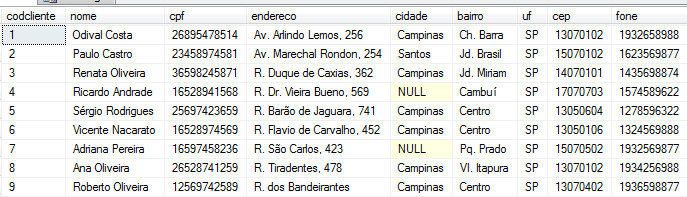 codcliente nome cpf endereco cidade bairro uf cep fone
1 Odival Costa 26895478514 Av. Arlindo Lemos, 256 Campinas Ch. Barra SP 13070102 1932658988
2 Paulo Castro 23458974581 Av. Marechal Rondon, 254 Santos Jd. Brasil SP 15070102 1623569877
3 Renata Oliveira 36598245871 R. Duque de Caxias, 362 Campinas Jd. Miriam SP 14070101 1435698874
4 Ricardo Andrade 16528941568 R. Dr. Vieira Bueno, 569 NULL Cambuí SP 17070703 1574589622
5 Sérgio Rodrigues 25697423659 R. Barão de Jaguara, 741 Campinas Centro SP 13050604 1278596322
6 Vicente Nacarato 16528974569 R. Flavio de Carvalho, 452 Campinas Centro SP 13050106 1324569888
7 Adriana Pereira 16597458236 R. São Carlos, 423 NULL Pq. Prado SP 15070502 1932569877
8 Ana Oliveira 26528741259 R. Tiradentes, 478 Campinas Vl. Itapura SP 13070102 1934256988
9 Roberto Oliveira 12569742589 R. dos Bandeirantes Campinas Centro SP 13070402 1936598877